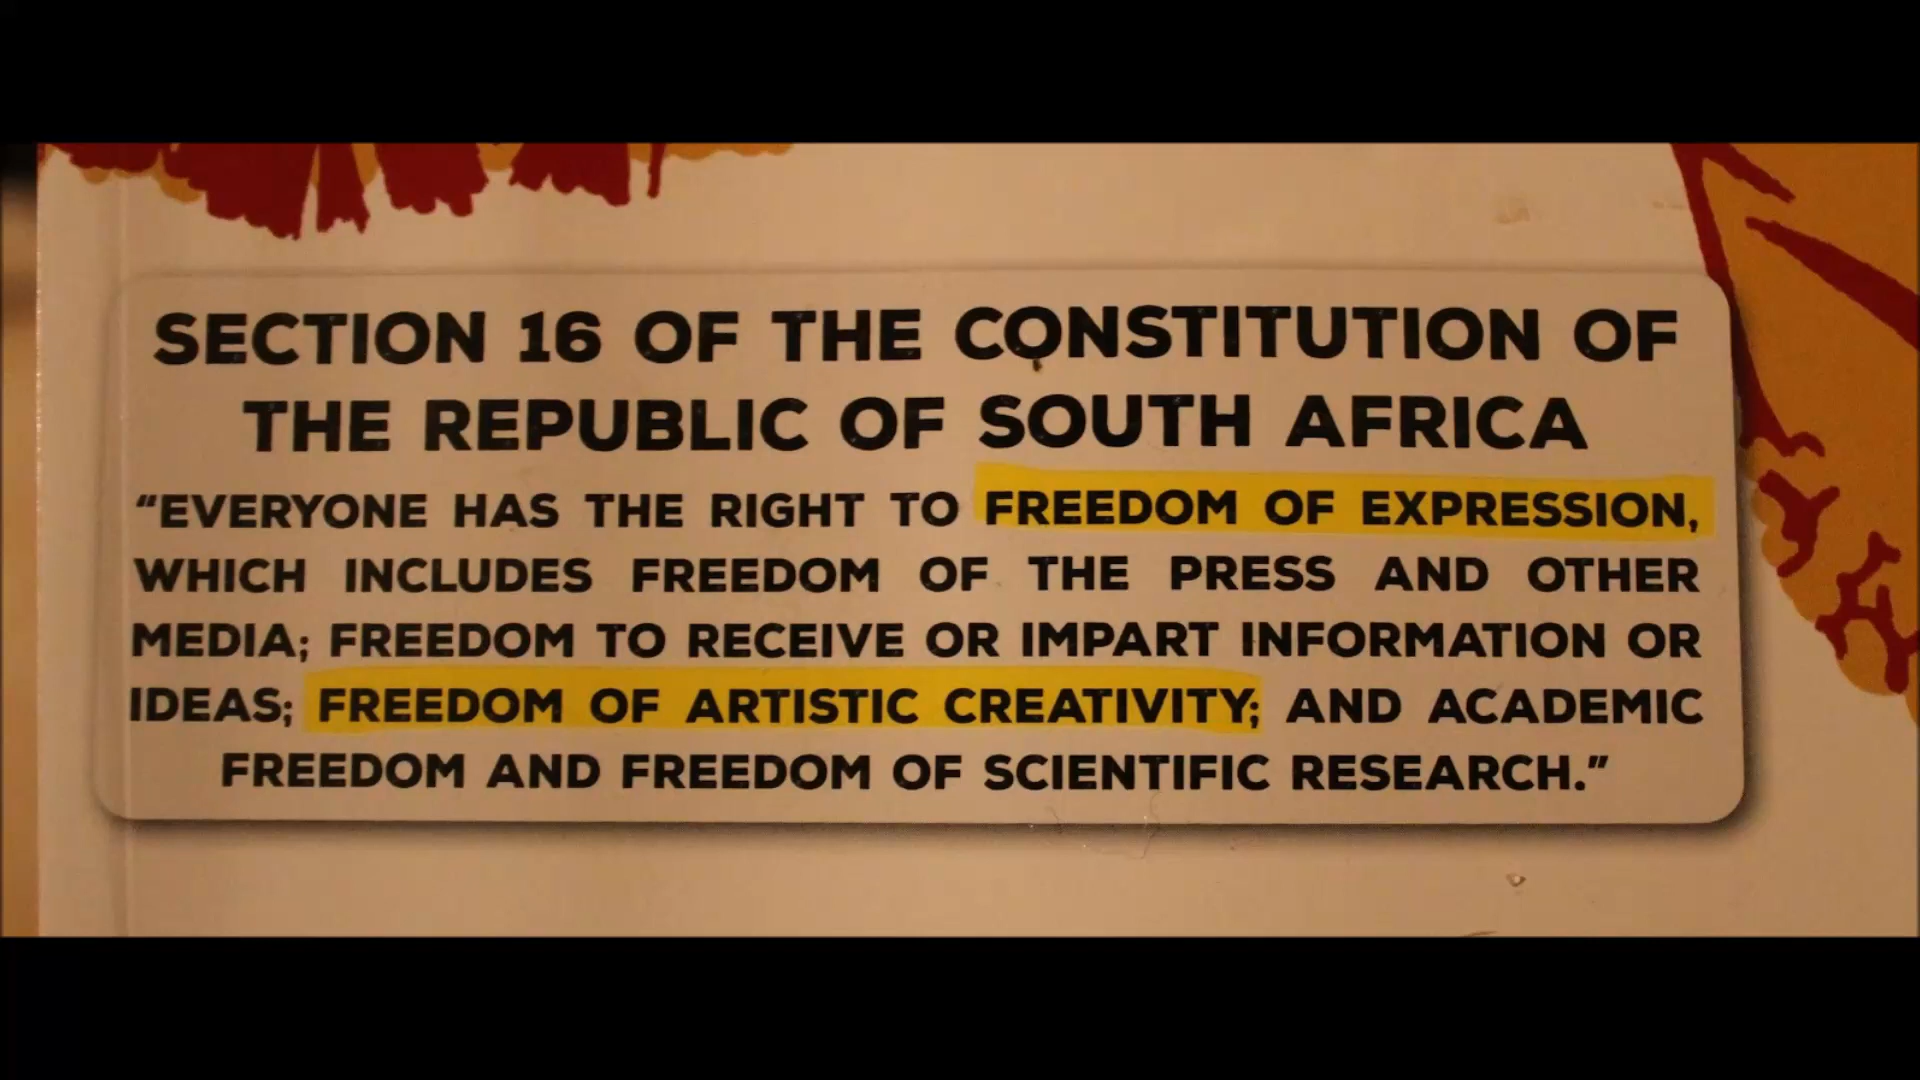 SECTION 16 OF THE CONSTITUTION OF
THE REPUBLIC OF SOUTH AFRICA
“EVERYONE HAS THE RIGHT TO FREEDOM OF EXPRESSION,
WHICH INCLUDES FREEDOM OF THE PRESS AND OTHER
MEDIA; FREEDOM TO RECEIVE OR IMPART INFORMATION OR
IDEAS; FREEDOM OF ARTISTIC CREATIVITY; AND ACADEMIC
FREEDOM AND FREEDOM OF SCIENTIFIC RESEARCH.”